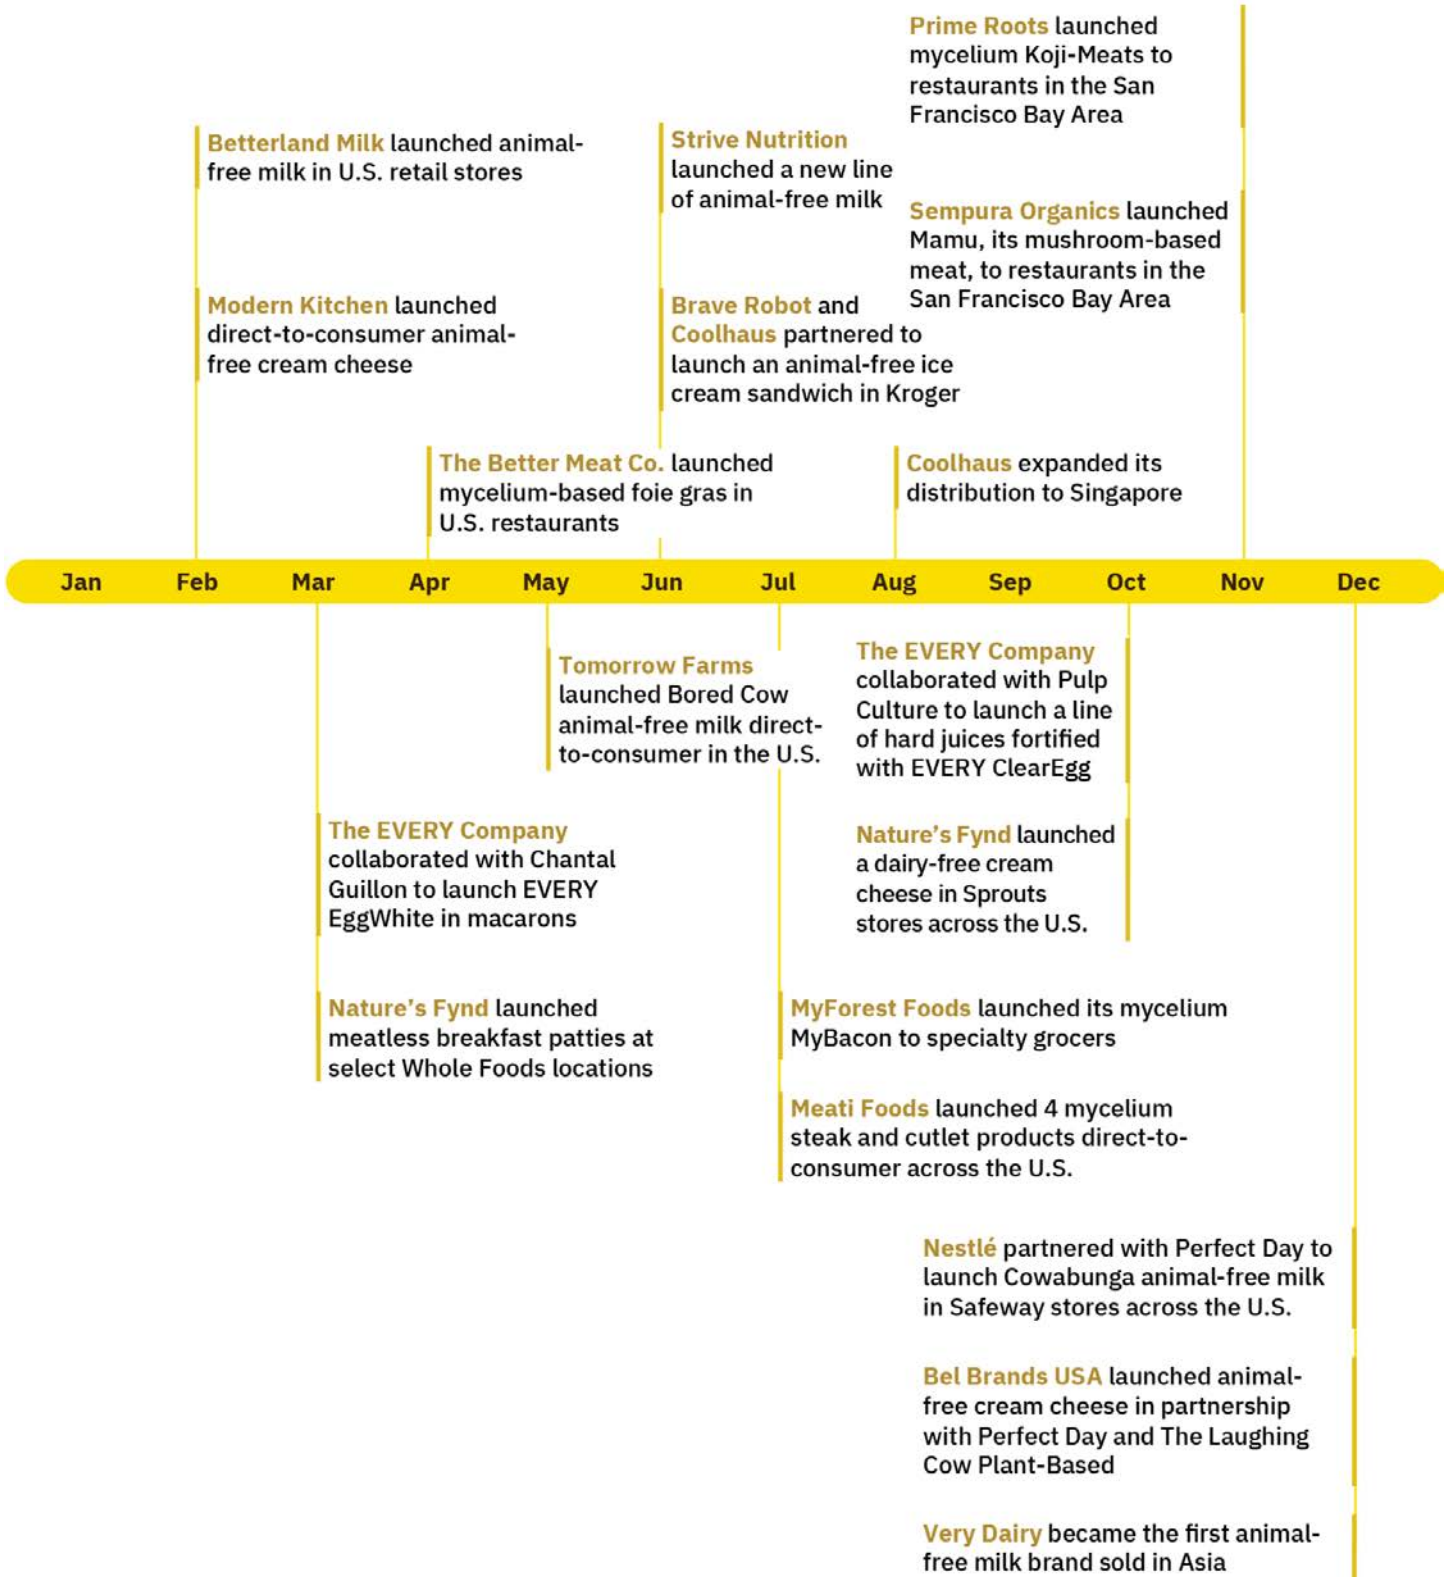 Prime Roots launched
mycelium Koji-Meats to
restaurants in the San
Francisco Bay Area
Betterland Milk launched animal-
free milk in U.S. retail stores
Strive Nutrition
launched a new line
of animal-free milk
Sempura Organics launched
Mamu, its mushroom-based
meat, to restaurants in the
San Francisco Bay Area
Modern Kitchen launched
direct-to-consumer animal-
free cream cheese
Brave Robot and
Coolhaus partnered to
launch an animal-free ice
cream sandwich in Kroger
The Better Meat Co. launched
mycelium-based foie gras in
U.S. restaurants
Coolhaus expanded its
distribution to Singapore
Jan Feb Mar Apr May Jun Jul Aug Sep Oct Nov Dec
Tomorrow Farms
launched Bored Cow
animal-free milk direct-
to-consumer in the U.S.
The EVERY Company
collaborated with Pulp
Culture to launch a line
of hard juices fortified
with EVERY ClearEgg
The EVERY Company
collaborated with Chantal
Guillon to launch EVERY
EggWhite in macarons
Nature's Fynd launched
a dairy-free cream
cheese in Sprouts
stores across the U.S.
Nature's Fynd launched
meatless breakfast patties at
select Whole Foods locations
MyForest Foods launched its mycelium
MyBacon to specialty grocers
Meati Foods launched 4 mycelium
steak and cutlet products direct-to-
consumer across the U.S.
Nestlé partnered with Perfect Day to
launch Cowabunga animal-free milk
in Safeway stores across the U.S.
Bel Brands USA launched animal-
free cream cheese in partnership
with Perfect Day and The Laughing
Cow Plant-Based
Very Dairy became the first animal-
free milk brand sold in Asia